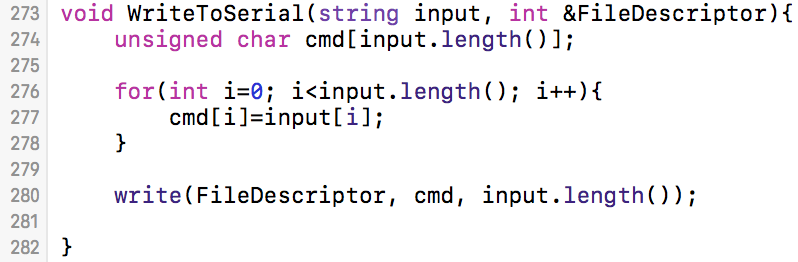 273 void WriteToSerial(string input, int &FileDescriptor){
274     unsigned char cmd[input.length()];
275
276     for(int i=0; i<input.length(); i++){
277         cmd[i]=input[i];
278     }
279
280     write(FileDescriptor, cmd, input.length());
281
282 }